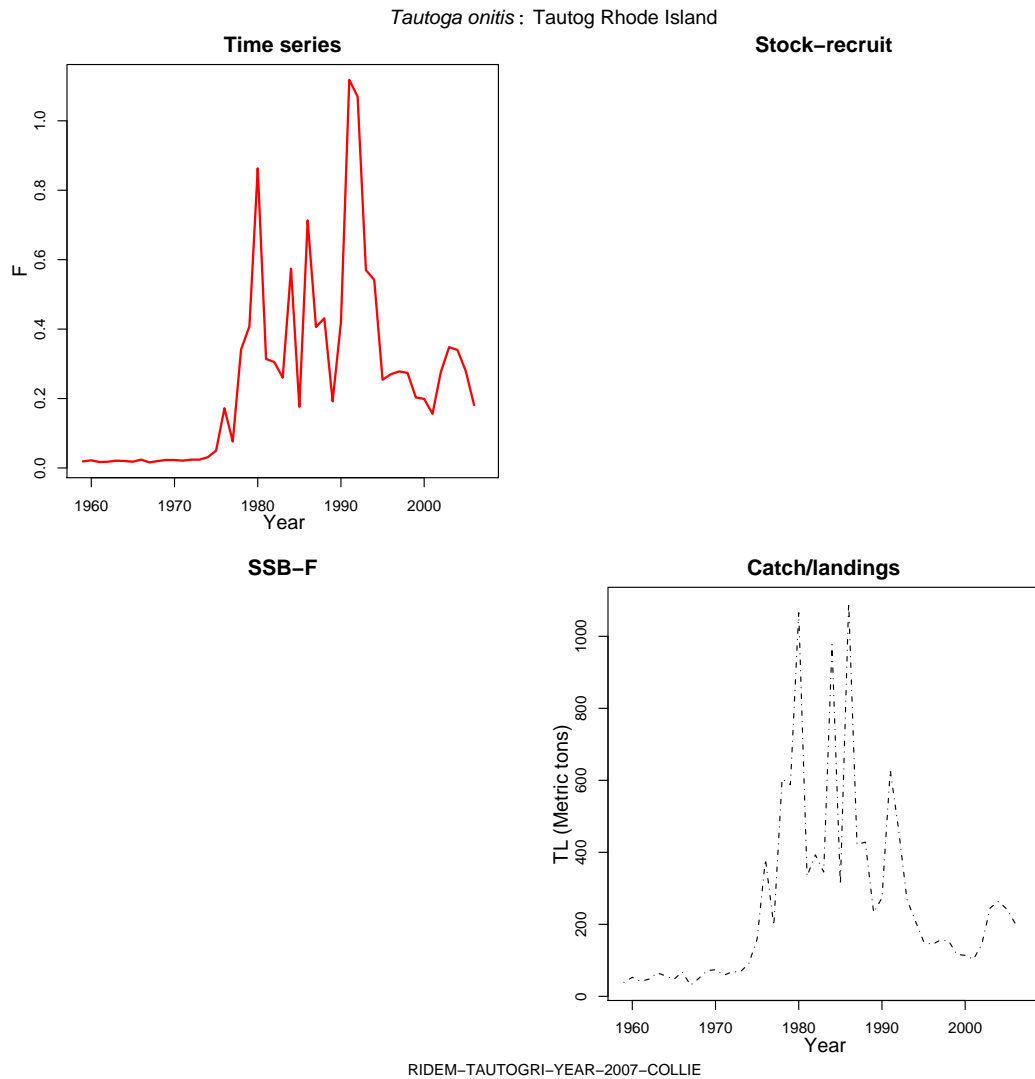 Tautoga onitis : Tautog Rhode Island
Time series
Stock−recruit
F
0.0 0.2 0.4 0.6 0.8 1.0
1960 1970 1980 1990 2000
Year
SSB−F
Catch/landings
TL (Metric tons)
0 200 400 600 800 1000
1960 1970 1980 1990 2000
Year
RIDEM−TAUTOGRI−YEAR−2007−COLLIE